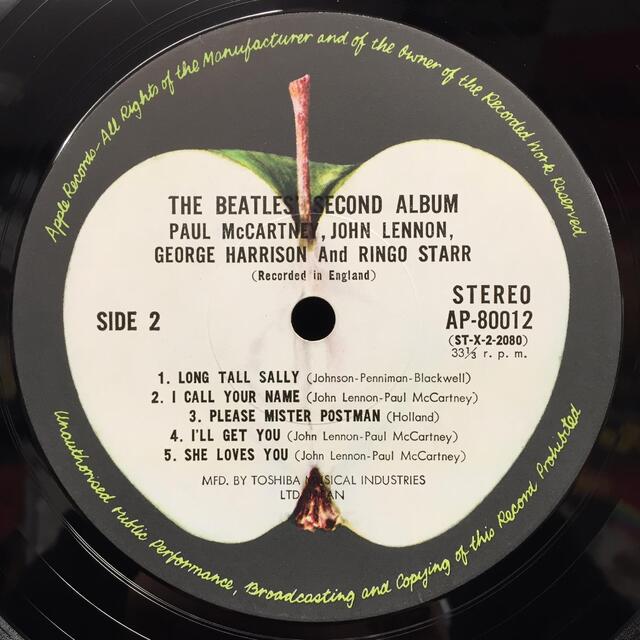 Apple Records-All Rights of the Manufacturer and of the Owner of the Recorded Work Reserved
THE BEATLES' SECOND ALBUM
PAUL McCARTNEY, JOHN LENNON,
GEORGE HARRISON And RINGO STARR
(Recorded in England)
SIDE 2
STEREO
AP-80012
(ST-X-2-2080)
33⅓ r. p. m.
1. LONG TALL SALLY (Johnson-Penniman-Blackwell)
2. I CALL YOUR NAME (John Lennon-Paul McCartney)
3. PLEASE MISTER POSTMAN (Holland)
4. I'LL GET YOU (John Lennon-Paul McCartney)
5. SHE LOVES YOU (John Lennon-Paul McCartney)
MFD. BY TOSHIBA MUSICAL INDUSTRIES
LTD. JAPAN
Unauthorised Public Performance, Broadcasting and Copying of this Record Prohibited